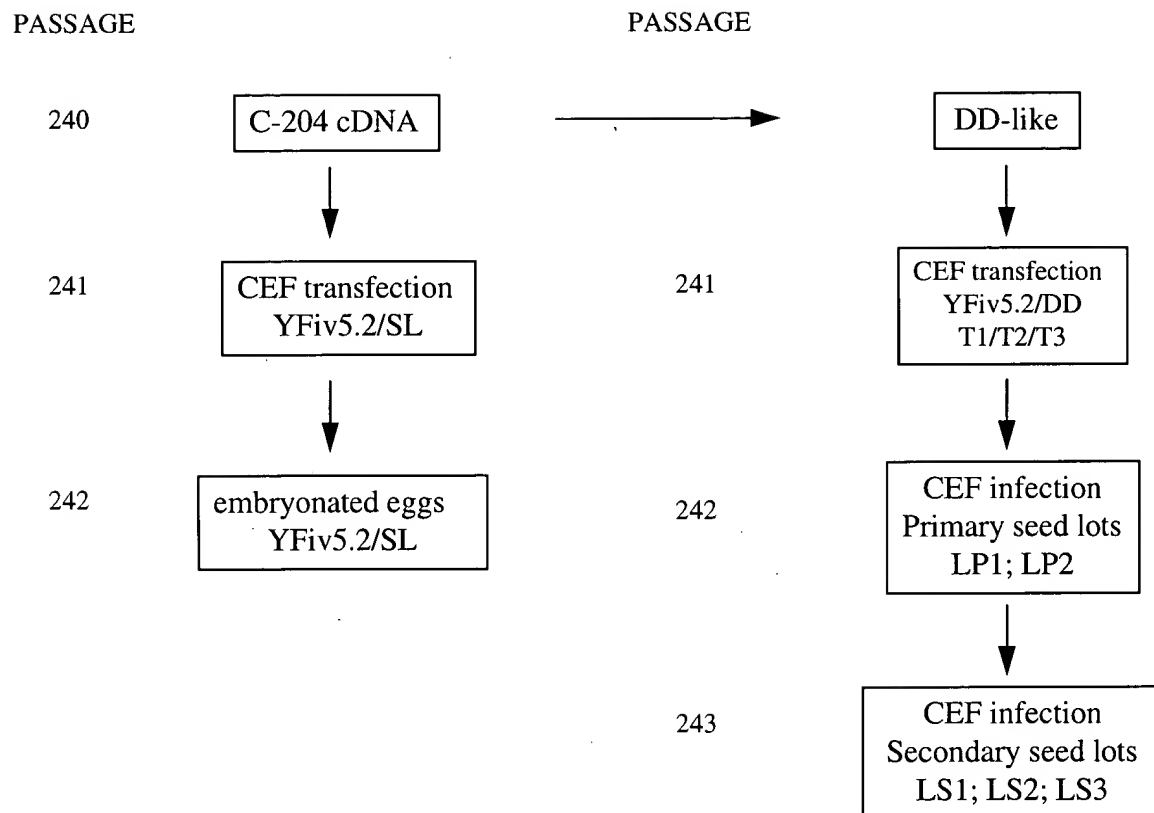 PASSAGE
PASSAGE
240
C-204 cDNA
DD-like
241
CEF transfection
YFiv5.2/SL
241
CEF transfection
YFiv5.2/DD
T1/T2/T3
242
embryonated eggs
YFiv5.2/SL
242
CEF infection
Primary seed lots
LP1; LP2
243
CEF infection
Secondary seed lots
LS1; LS2; LS3